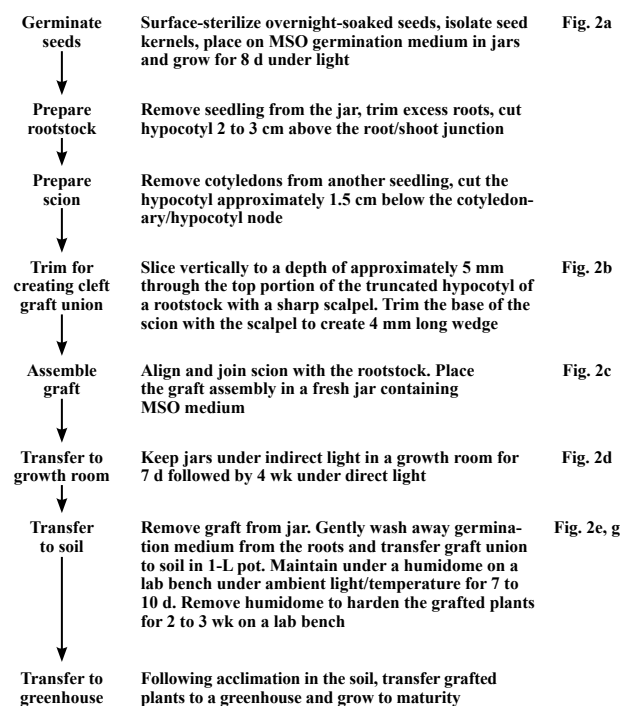 Germinate Surface-sterilize overnight-soaked seeds, isolate seed Fig. 2a
seeds kernels, place on MSO germination medium in jars
and grow for 8 d under light
Prepare Remove seedling from the jar, trim excess roots, cut
rootstock hypocotyl 2 to 3 cm above the root/shoot junction
Prepare Remove cotyledons from another seedling, cut the
scion hypocotyl approximately 1.5 cm below the cotyledon-
ary/hypocotyl node
Trim for Slice vertically to a depth of approximately 5 mm Fig. 2b
creating cleft through the top portion of the truncated hypocotyl of
graft union a rootstock with a sharp scalpel. Trim the base of the
scion with the scalpel to create 4 mm long wedge
Assemble Align and join scion with the rootstock. Place Fig. 2c
graft the graft assembly in a fresh jar containing
MSO medium
Transfer to Keep jars under indirect light in a growth room for Fig. 2d
growth room 7 d followed by 4 wk under direct light
Transfer Remove graft from jar. Gently wash away germina- Fig. 2e, g
to soil tion medium from the roots and transfer graft union
to soil in 1-L pot. Maintain under a humidome on a
lab bench under ambient light/temperature for 7 to
10 d. Remove humidome to harden the grafted plants
for 2 to 3 wk on a lab bench
Transfer to Following acclimation in the soil, transfer grafted
greenhouse plants to a greenhouse and grow to maturity